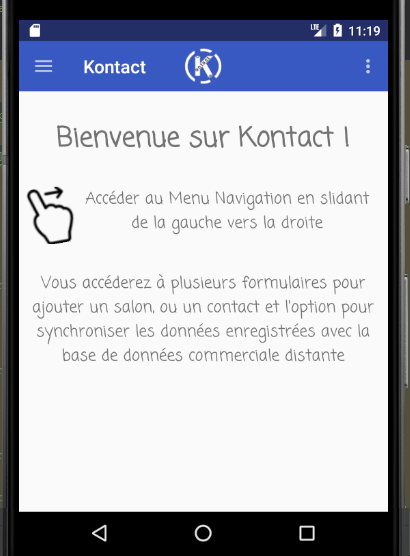 LTE 11:19
Kontact K
Bienvenue sur Kontact !
Accéder au Menu Navigation en slidant
de la gauche vers la droite
Vous accéderez à plusieurs formulaires pour
ajouter un salon, ou un contact et l'option pour
synchroniser les données enregistrées avec la
base de données commerciale distante